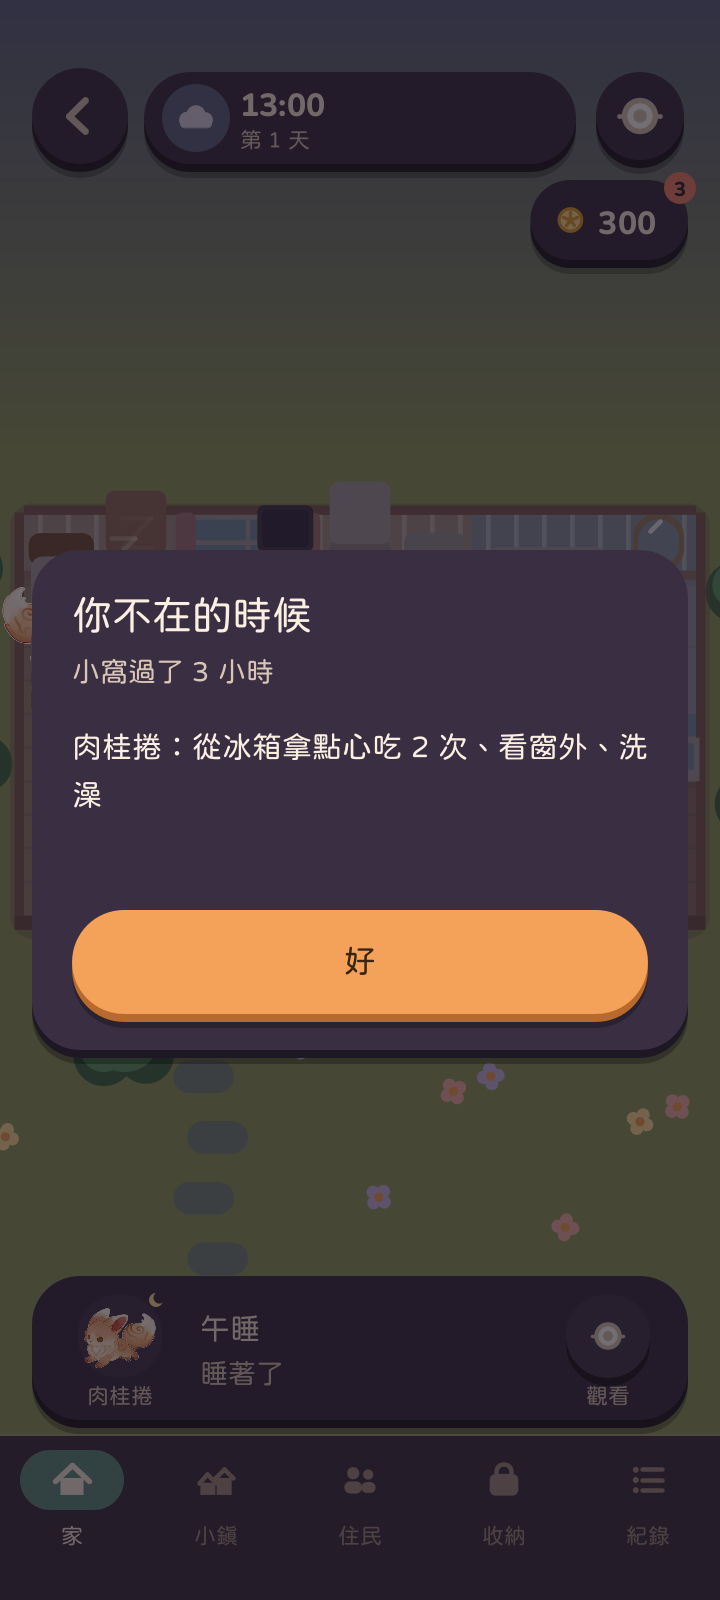 13:00
第 1 天
3
300
你不在的時候
小窩過了 3 小時
肉桂捲：從冰箱拿點心吃 2 次、看窗外、洗
澡
好
午睡
睡著了
肉桂捲
觀看
家
小鎮
住民
收納
紀錄